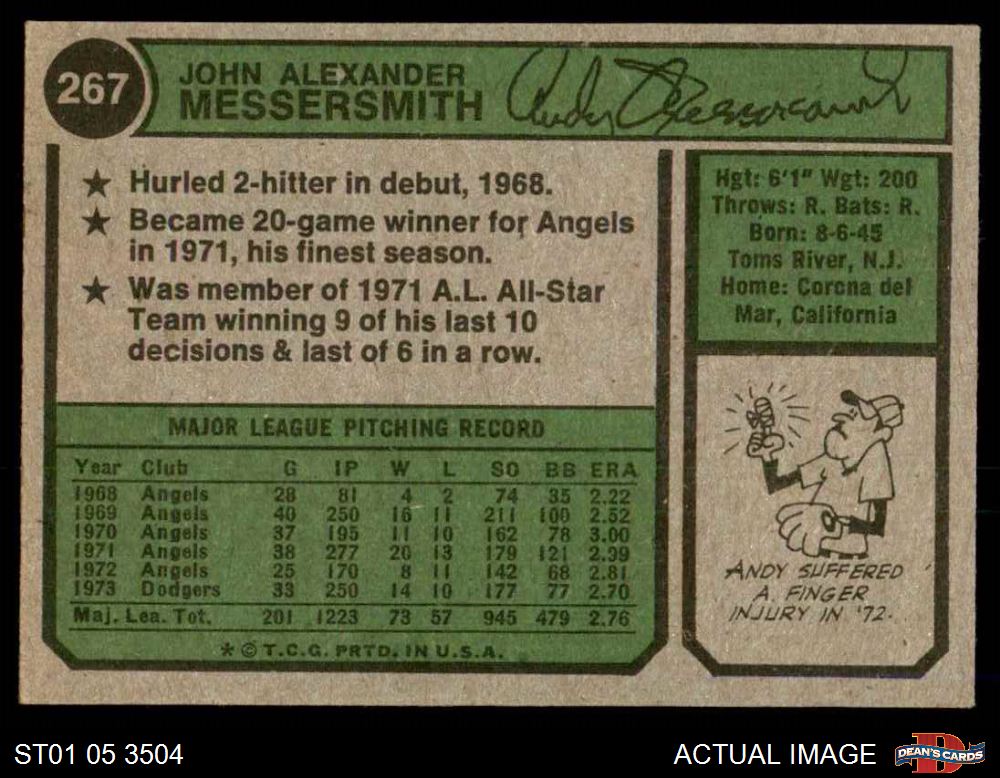 267
JOHN ALEXANDER
MESSERSMITH
Andy Messersmith
★ Hurled 2-hitter in debut, 1968.
★ Became 20-game winner for Angels
in 1971, his finest season.
★ Was member of 1971 A.L. All-Star
Team winning 9 of his last 10
decisions & last of 6 in a row.
Hgt: 6'1" Wgt: 200
Throws: R. Bats: R.
Born: 8-6-45
Toms River, N.J.
Home: Corona del
Mar, California
MAJOR LEAGUE PITCHING RECORD
Year Club G IP W L SO BB ERA
1968 Angels 28 81 4 2 74 35 2.22
1969 Angels 40 250 16 11 211 100 2.52
1970 Angels 37 195 11 10 162 78 3.00
1971 Angels 38 277 20 13 179 121 2.99
1972 Angels 25 170 8 11 142 68 2.81
1973 Dodgers 33 250 14 10 177 77 2.70
Maj. Lea. Tot. 201 1223 73 57 945 479 2.76
* © T.C.G. PRTD. IN U.S.A.
ANDY SUFFERED
A FINGER
INJURY IN '72.
ST01 05 3504
ACTUAL IMAGE
D
DEAN'S CARDS